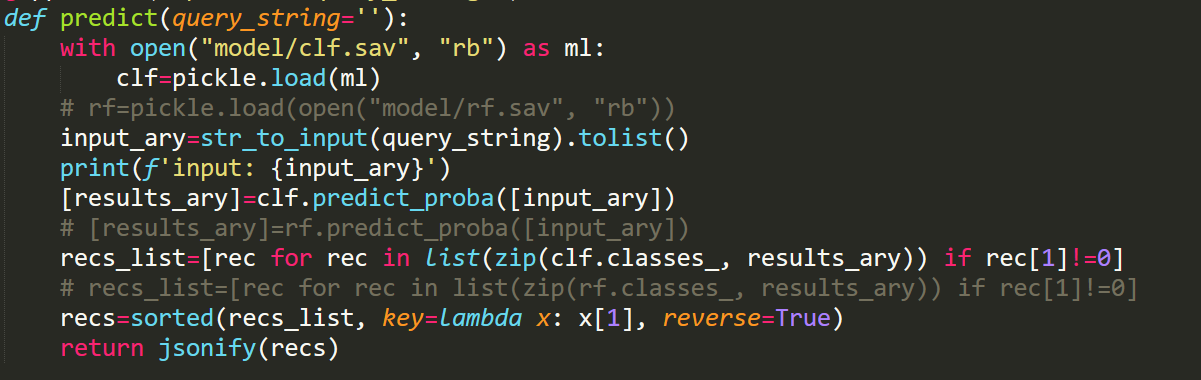 def predict(query_string=''):
    with open("model/clf.sav", "rb") as ml:
        clf=pickle.load(ml)
    # rf=pickle.load(open("model/rf.sav", "rb"))
    input_ary=str_to_input(query_string).tolist()
    print(f'input: {input_ary}')
    [results_ary]=clf.predict_proba([input_ary])
    # [results_ary]=rf.predict_proba([input_ary])
    recs_list=[rec for rec in list(zip(clf.classes_, results_ary)) if rec[1]!=0]
    # recs_list=[rec for rec in list(zip(rf.classes_, results_ary)) if rec[1]!=0]
    recs=sorted(recs_list, key=lambda x: x[1], reverse=True)
    return jsonify(recs)